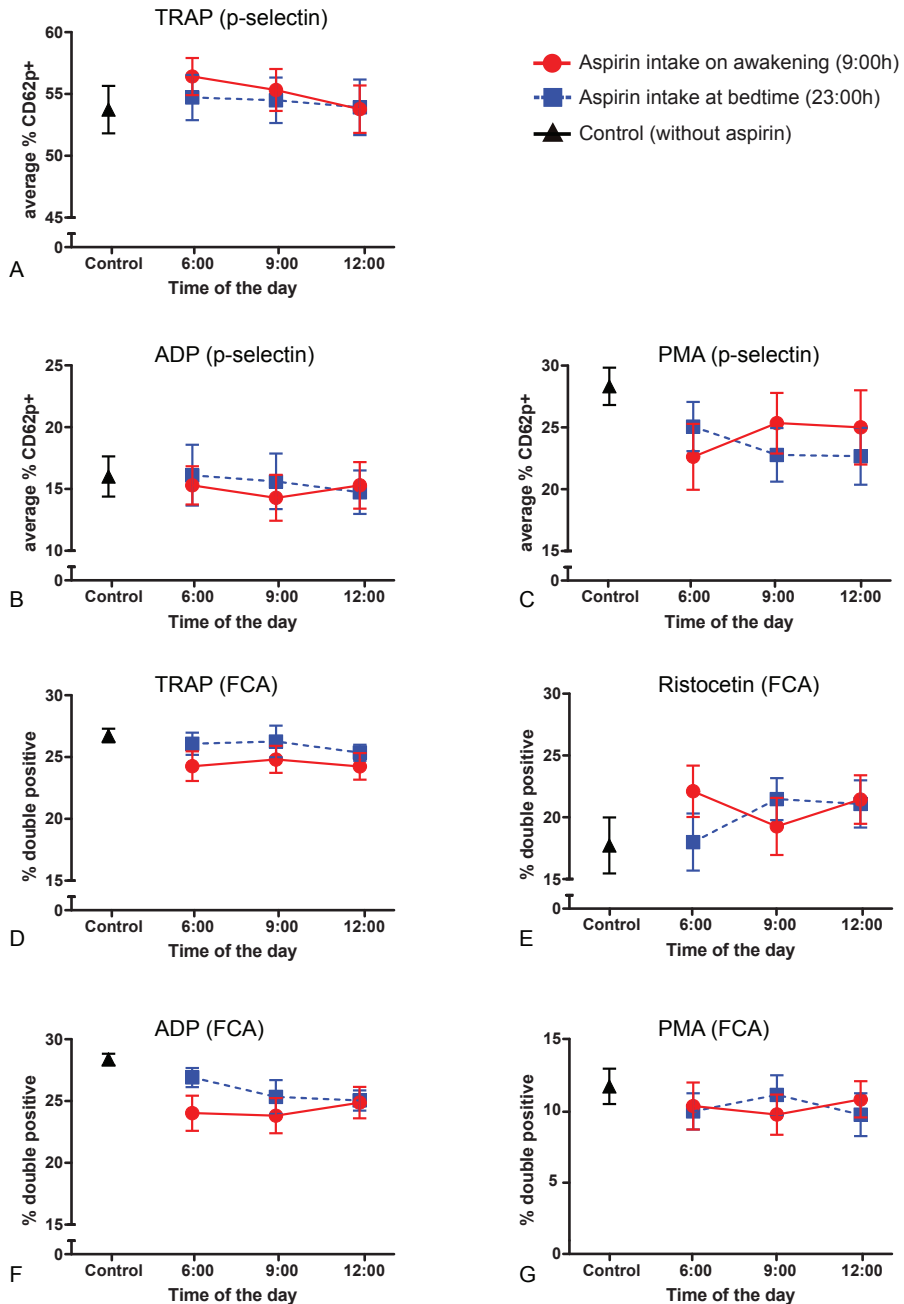 TRAP (p-selectin)
60
55
50
45
0
average % CD62p+
Control 6:00 9:00 12:00
Time of the day
A
Aspirin intake on awakening (9:00h)
Aspirin intake at bedtime (23:00h)
Control (without aspirin)
ADP (p-selectin)
25
20
15
10
0
average % CD62p+
Control 6:00 9:00 12:00
Time of the day
B
PMA (p-selectin)
30
25
20
15
0
average % CD62p+
Control 6:00 9:00 12:00
Time of the day
C
TRAP (FCA)
30
25
20
15
0
% double positive
Control 6:00 9:00 12:00
Time of the day
D
Ristocetin (FCA)
30
25
20
15
0
% double positive
Control 6:00 9:00 12:00
Time of the day
E
ADP (FCA)
30
25
20
15
0
% double positive
Control 6:00 9:00 12:00
Time of the day
F
PMA (FCA)
15
10
5
0
% double positive
Control 6:00 9:00 12:00
Time of the day
G